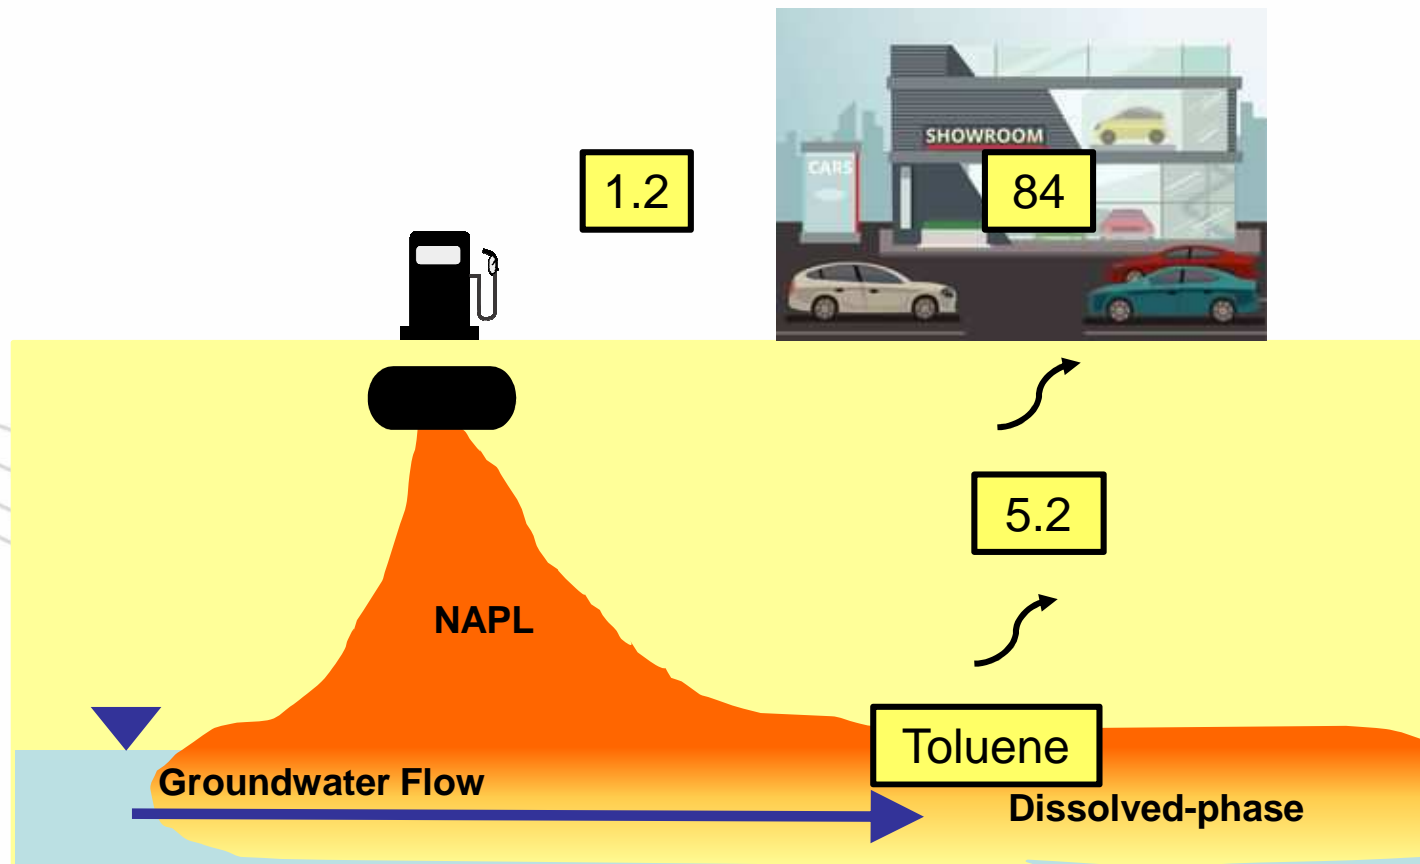 SHOWROOM
CARS
1.2
84
5.2
NAPL
Toluene
Groundwater Flow
Dissolved-phase